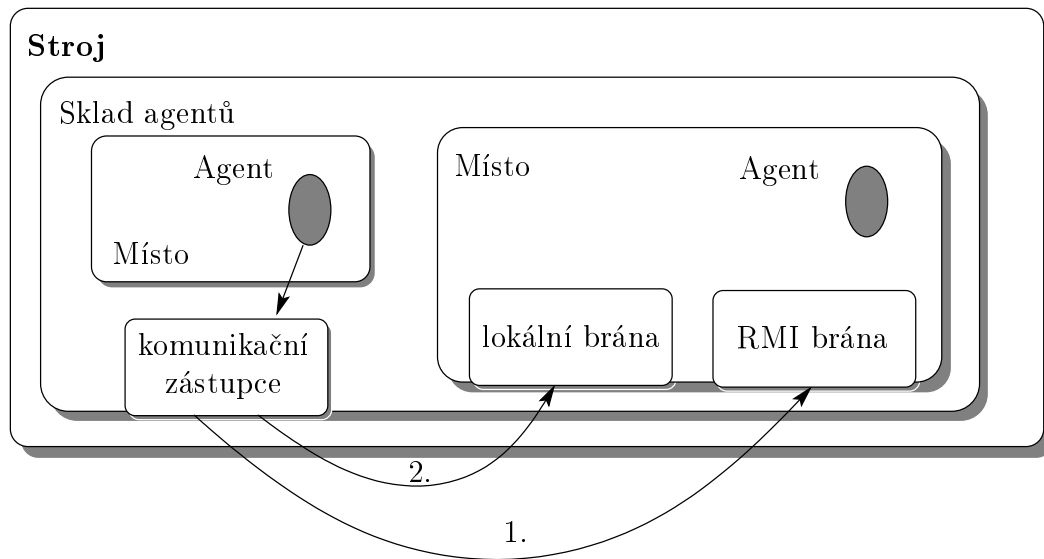 Stroj
Sklad agentů
Agent
Místo
Místo
Agent
komunikační
zástupce
lokální brána
RMI brána
2.
1.